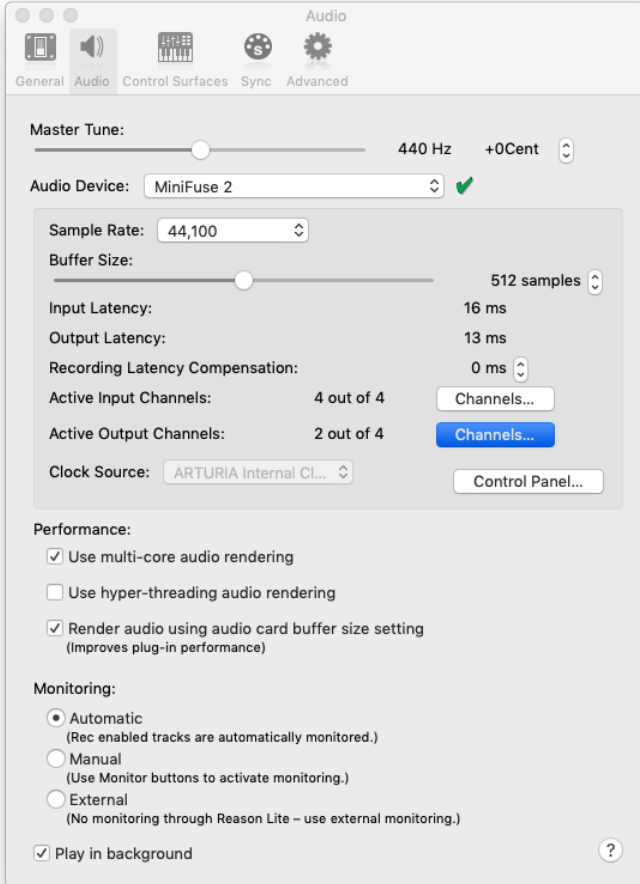 Audio
General Audio Control Surfaces Sync Advanced
Master Tune:
440 Hz +0Cent
Audio Device: MiniFuse 2
Sample Rate: 44,100
Buffer Size:
512 samples
Input Latency: 16 ms
Output Latency: 13 ms
Recording Latency Compensation: 0 ms
Active Input Channels: 4 out of 4 Channels...
Active Output Channels: 2 out of 4 Channels...
Clock Source: ARTURIA Internal Cl...
Control Panel...
Performance:
Use multi-core audio rendering
Use hyper-threading audio rendering
Render audio using audio card buffer size setting
(Improves plug-in performance)
Monitoring:
Automatic
(Rec enabled tracks are automatically monitored.)
Manual
(Use Monitor buttons to activate monitoring.)
External
(No monitoring through Reason Lite – use external monitoring.)
Play in background ?